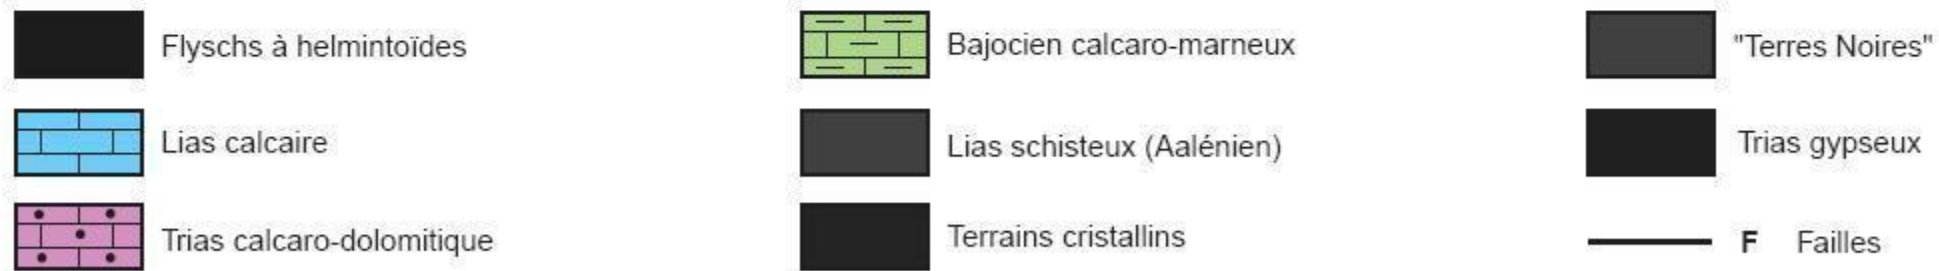 Flyschs à helmintoïdes
Bajocien calcaro-marneux
"Terres Noires"
Lias calcaire
Lias schisteux (Aalénien)
Trias gypseux
Trias calcaro-dolomitique
Terrains cristallins
F Failles